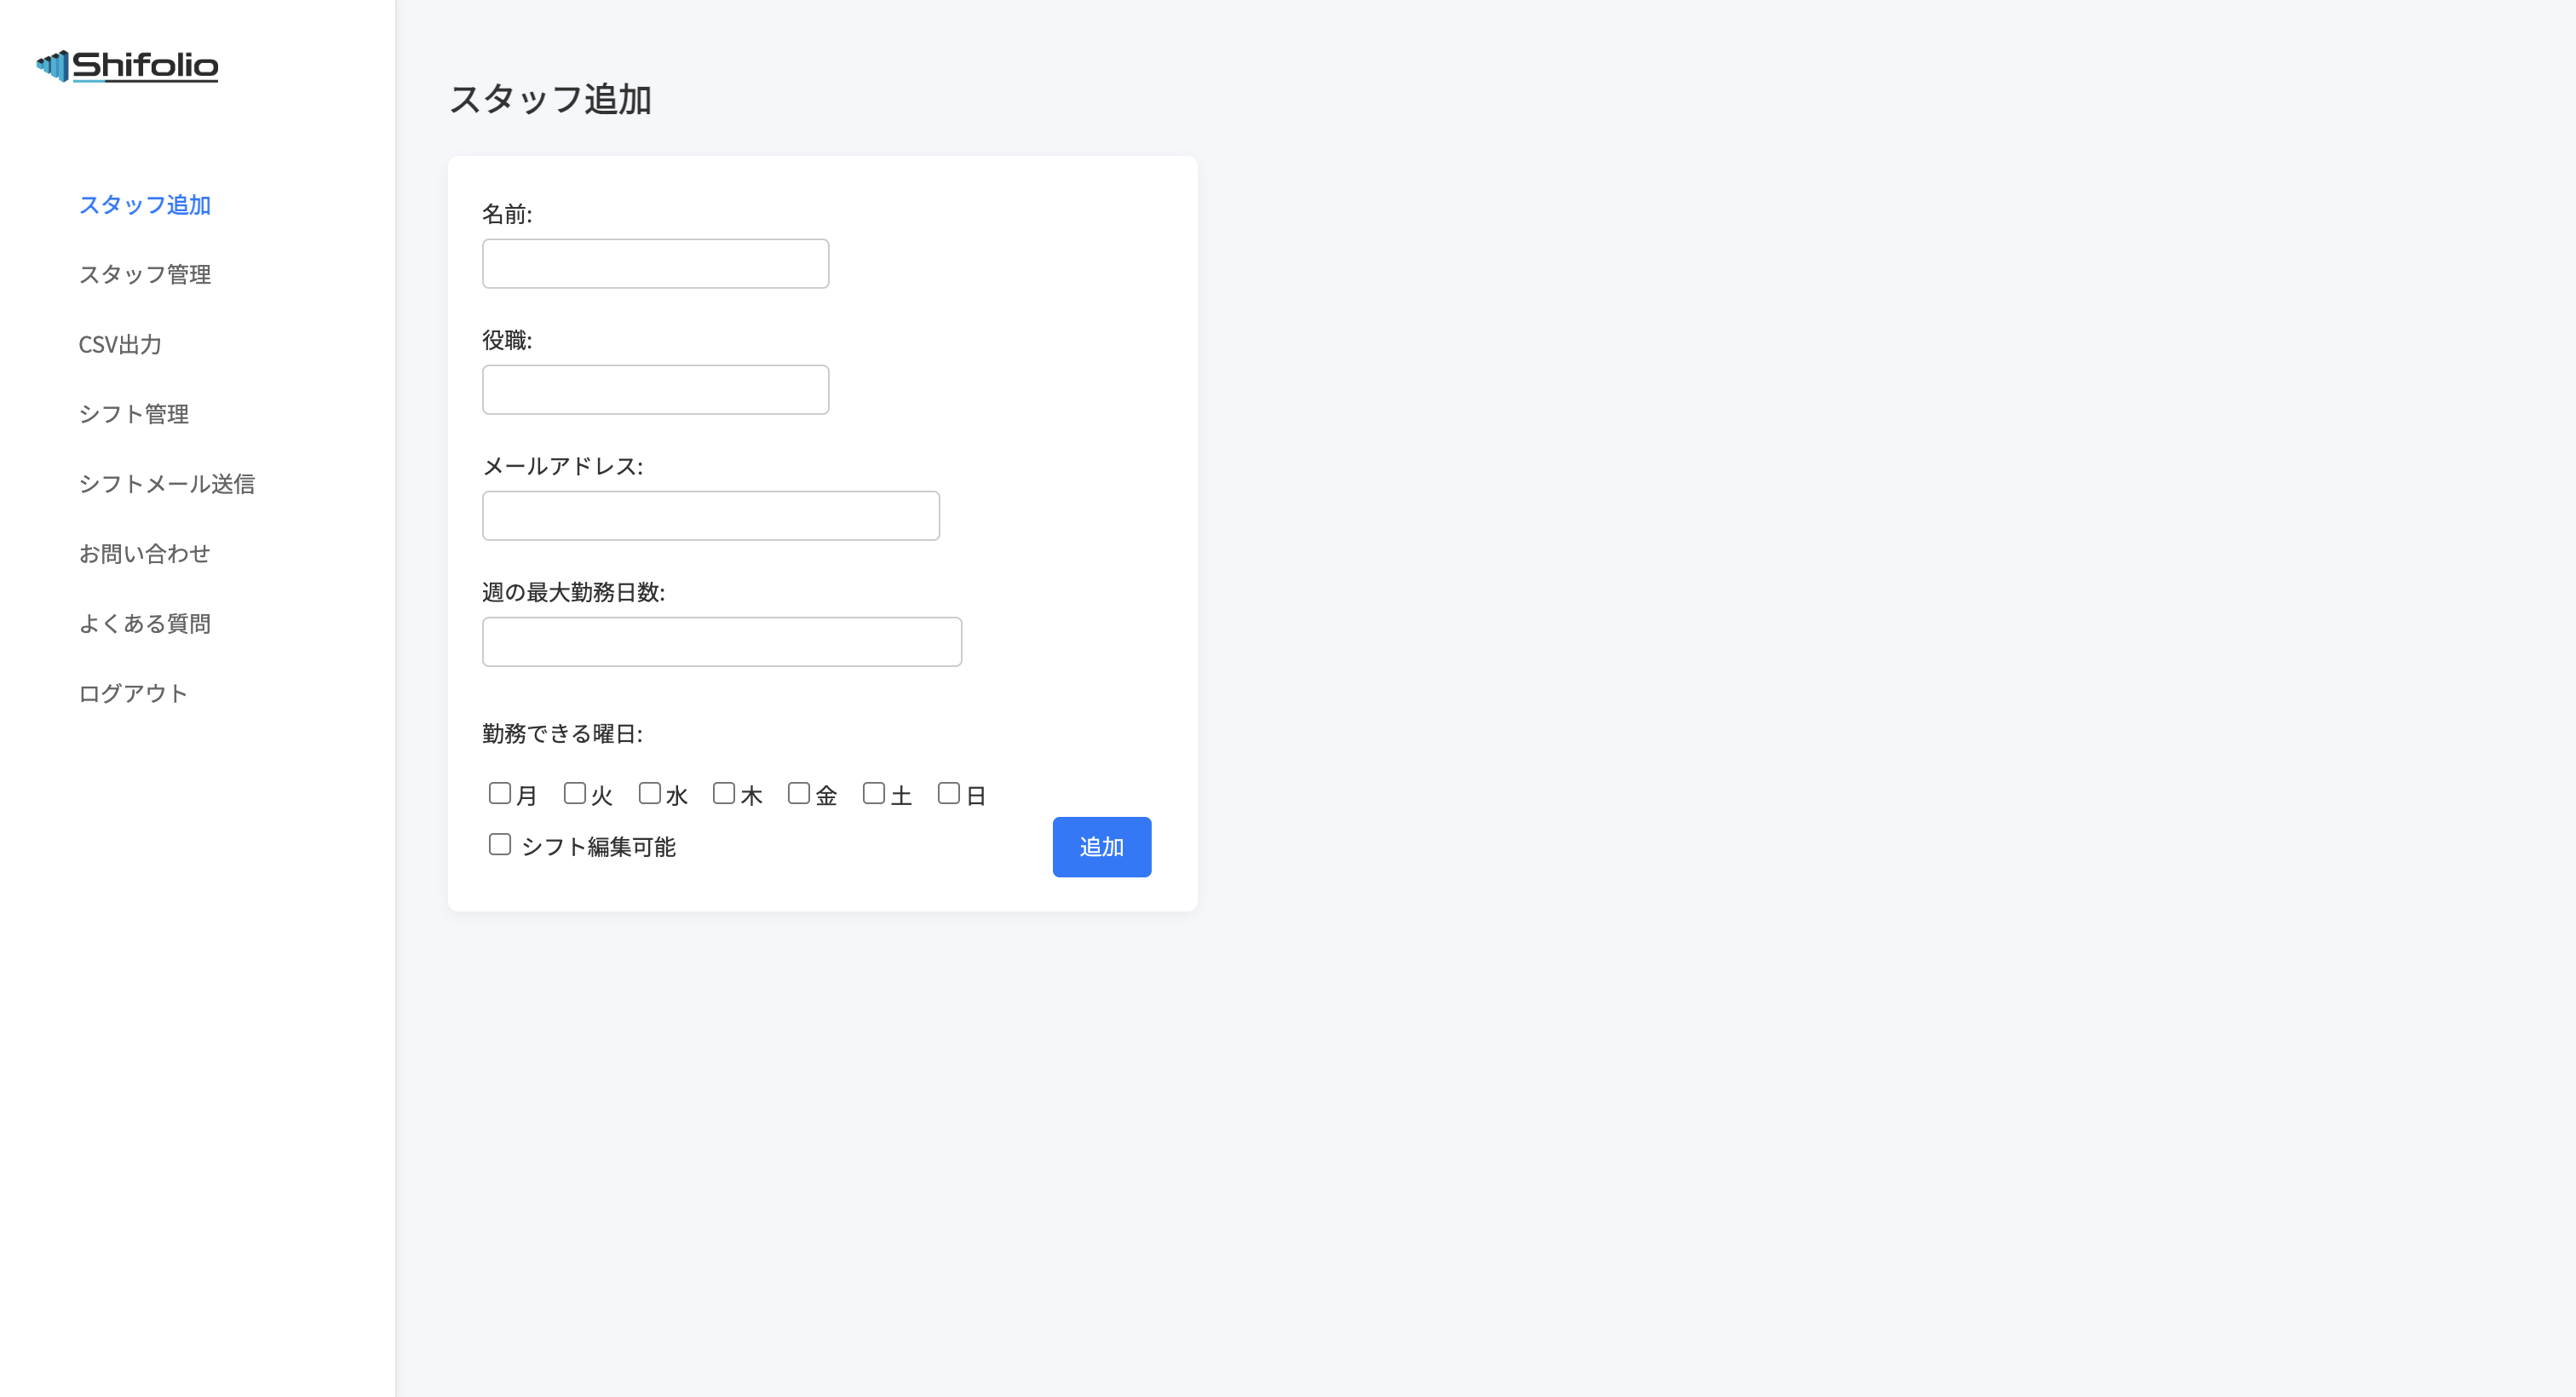 Shifolio
スタッフ追加
スタッフ管理
CSV出力
シフト管理
シフトメール送信
お問い合わせ
よくある質問
ログアウト
スタッフ追加
名前:
役職:
メールアドレス:
週の最大勤務日数:
勤務できる曜日:
月 火 水 木 金 土 日
シフト編集可能
追加